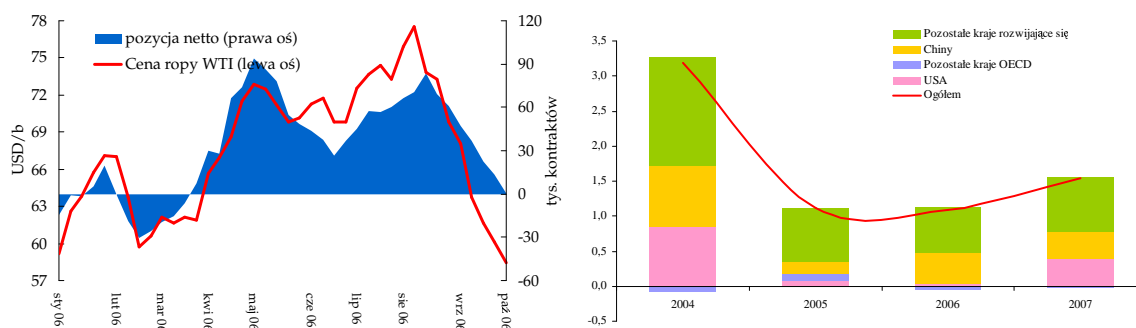 78
75
72
69
66
63
60
57
USD/b
pozycja netto (prawa oś)
Cena ropy WTI (lewa oś)
120
90
60
30
0
-30
-60
tys. kontraktów
sty 06
lut 06
mar 06
kwi 06
maj 06
cze 06
lip 06
sie 06
wrz 06
paź 06
3,5
3,0
2,5
2,0
1,5
1,0
0,5
0,0
-0,5
Pozostałe kraje rozwijające się
Chiny
Pozostałe kraje OECD
USA
Ogółem
2004 2005 2006 2007